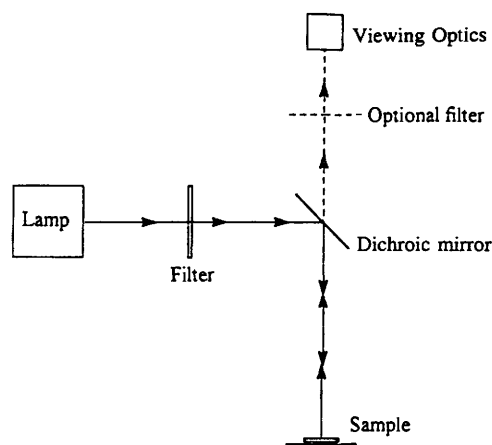 Viewing Optics
Optional filter
Lamp
Dichroic mirror
Filter
Sample